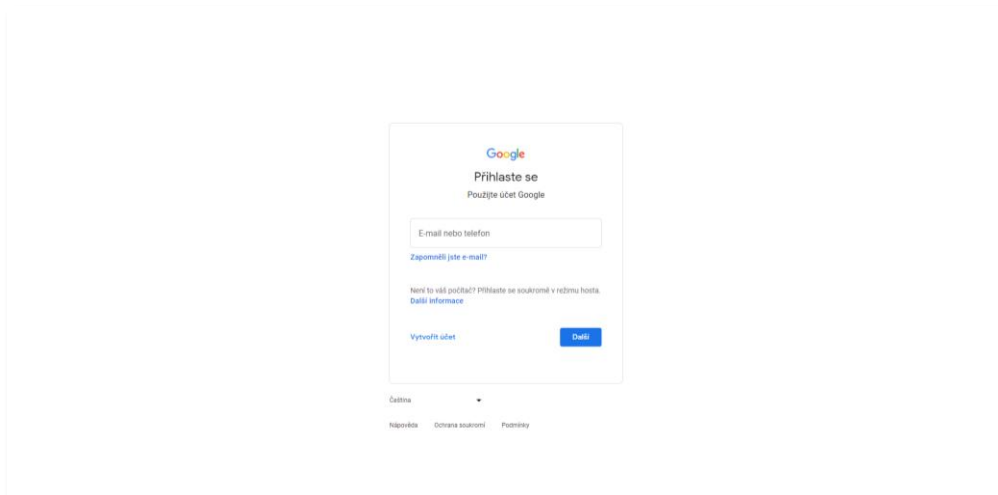 Google
Přihlaste se
Použijte účet Google
E-mail nebo telefon
Zapomněli jste e-mail?
Není to váš počítač? Přihlaste se soukromě v režimu hosta.
Další informace
Vytvořit účet
Další
Čeština
Nápověda Ochrana soukromí Podmínky